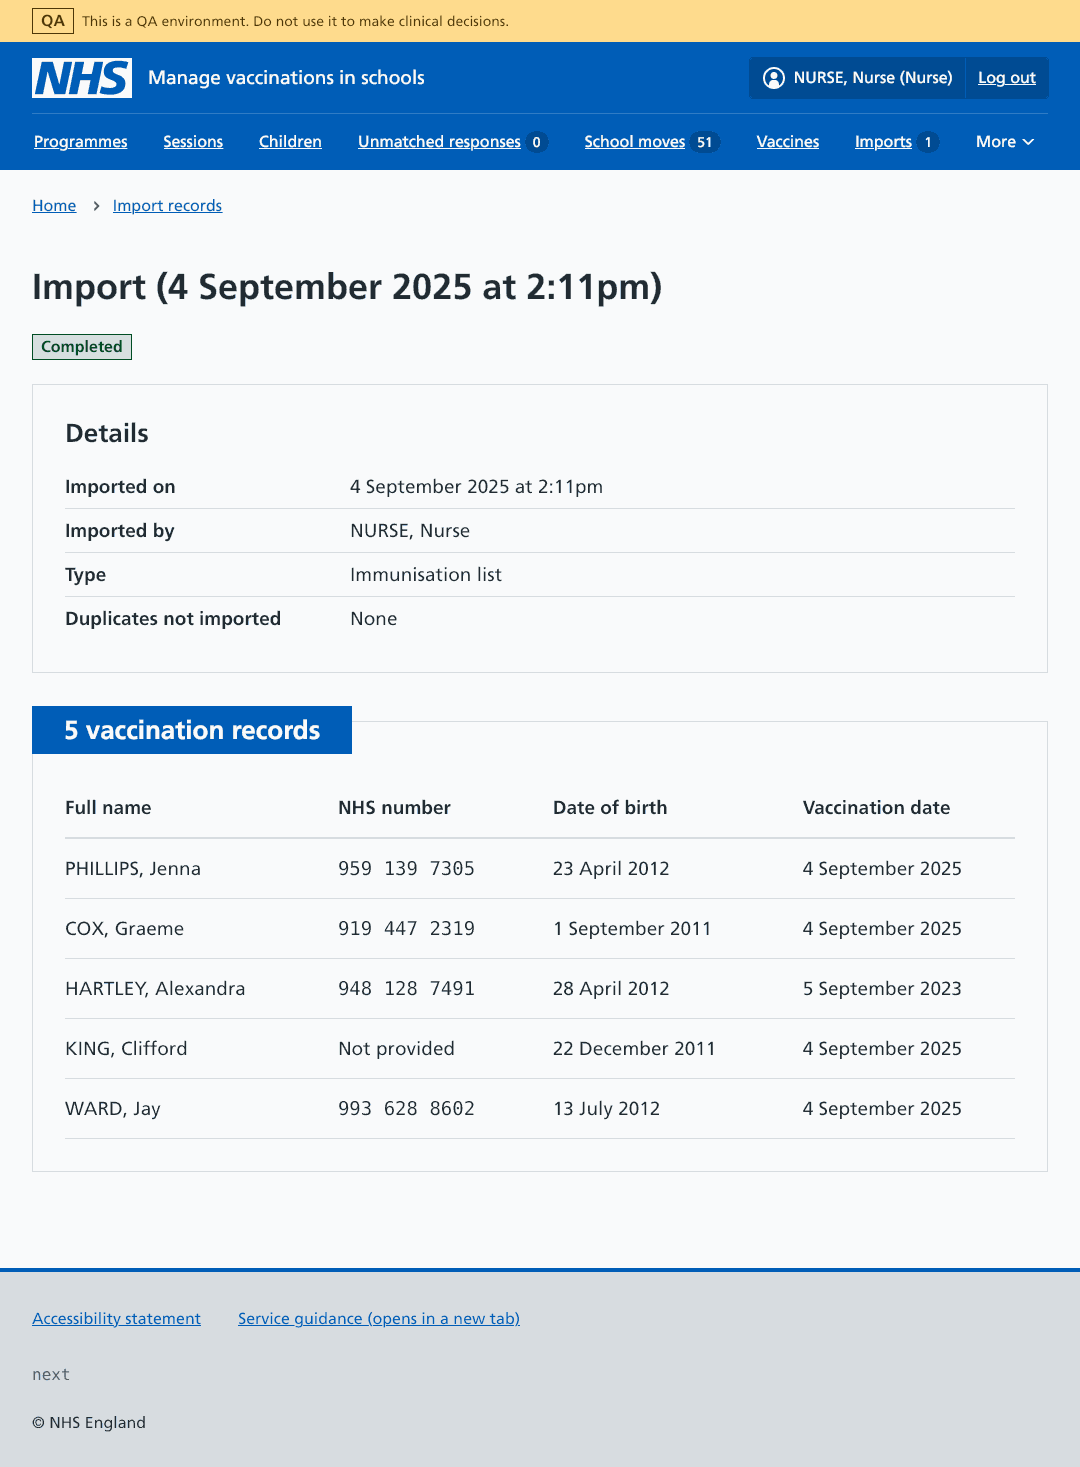 QA This is a QA environment. Do not use it to make clinical decisions.
NHS Manage vaccinations in schools NURSE, Nurse (Nurse) Log out
Programmes Sessions Children Unmatched responses 0 School moves 51 Vaccines Imports 1 More
Home Import records
Import (4 September 2025 at 2:11pm)
Completed
Details
Imported on 4 September 2025 at 2:11pm
Imported by NURSE, Nurse
Type Immunisation list
Duplicates not imported None
5 vaccination records
Full name NHS number Date of birth Vaccination date
PHILLIPS, Jenna 959 139 7305 23 April 2012 4 September 2025
COX, Graeme 919 447 2319 1 September 2011 4 September 2025
HARTLEY, Alexandra 948 128 7491 28 April 2012 5 September 2023
KING, Clifford Not provided 22 December 2011 4 September 2025
WARD, Jay 993 628 8602 13 July 2012 4 September 2025
Accessibility statement Service guidance (opens in a new tab)
next
© NHS England